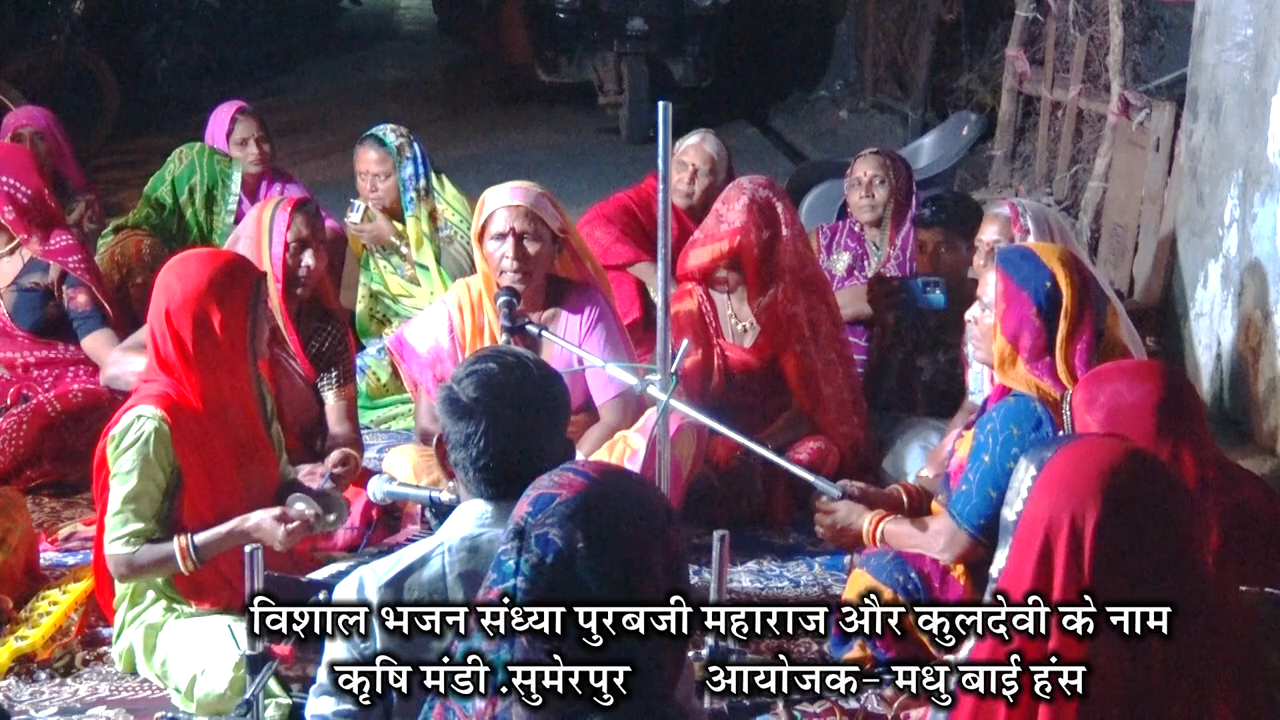 विशाल भजन संध्या पुरबजी महाराज और कुलदेवी के नाम
कृषि मंडी .सुमेरपुर आयोजक- मधु बाई हंस